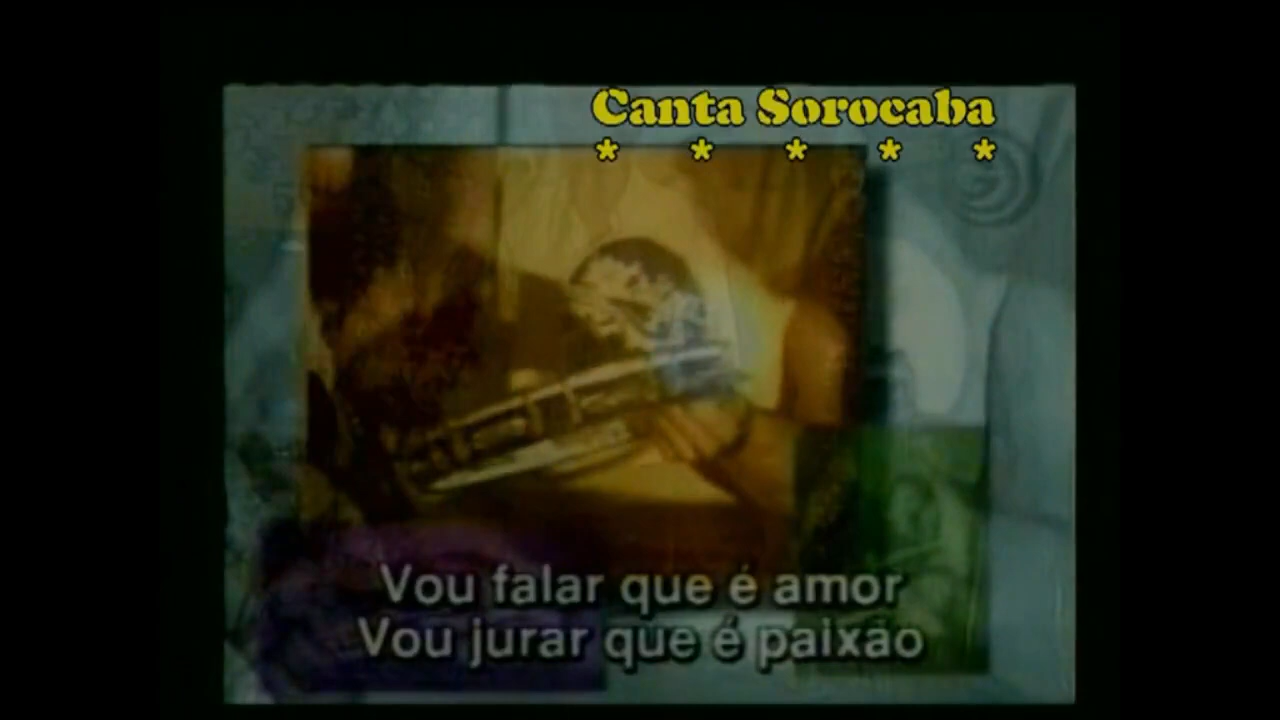 Canta Sorocaba
* * * * *
Vou falar que é amor
Vou jurar que é paixão